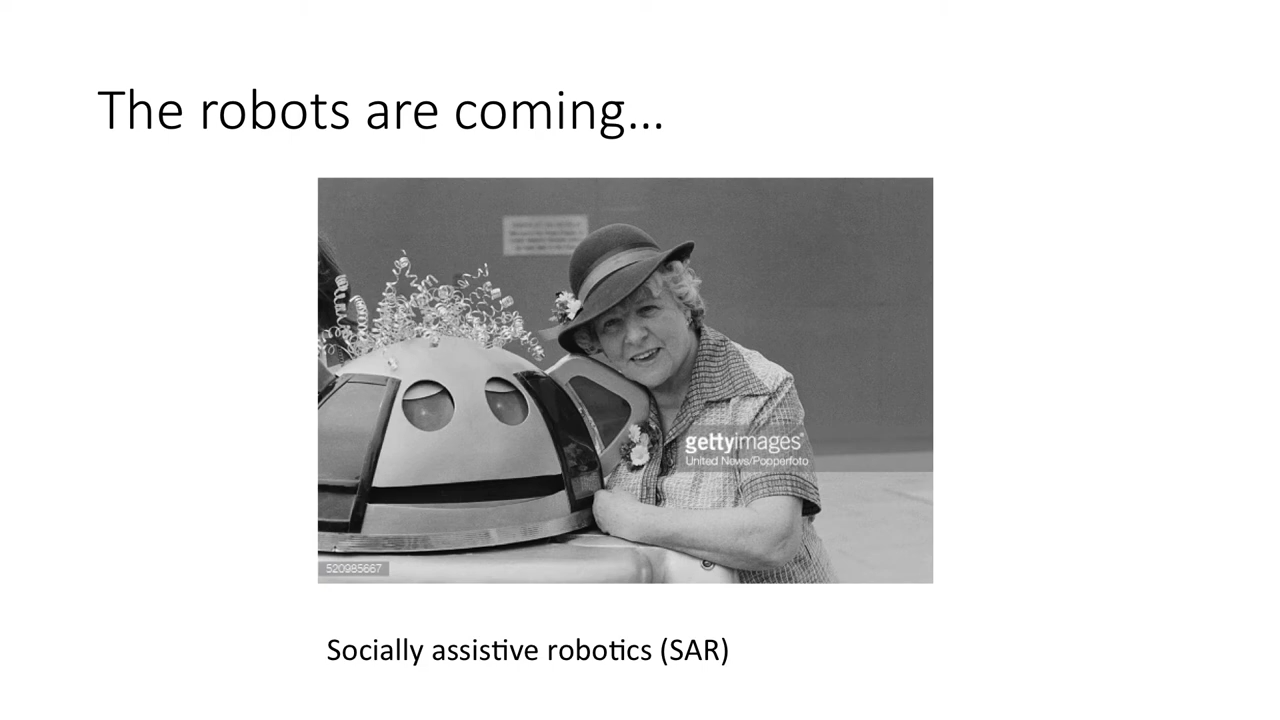 The robots are coming...
gettyimages®
United News/Popperfoto
520985667
Socially assistive robotics (SAR)